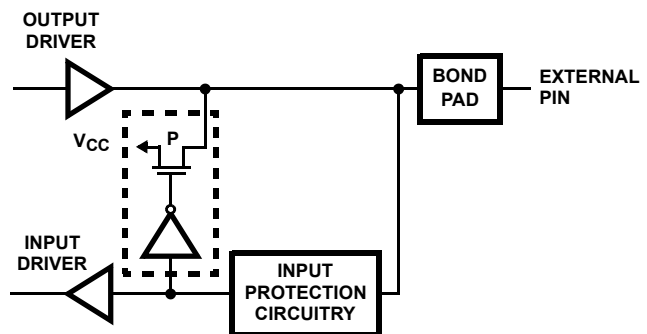 OUTPUT
DRIVER
BOND
PAD
EXTERNAL
PIN
VCC
P
INPUT
DRIVER
INPUT
PROTECTION
CIRCUITRY